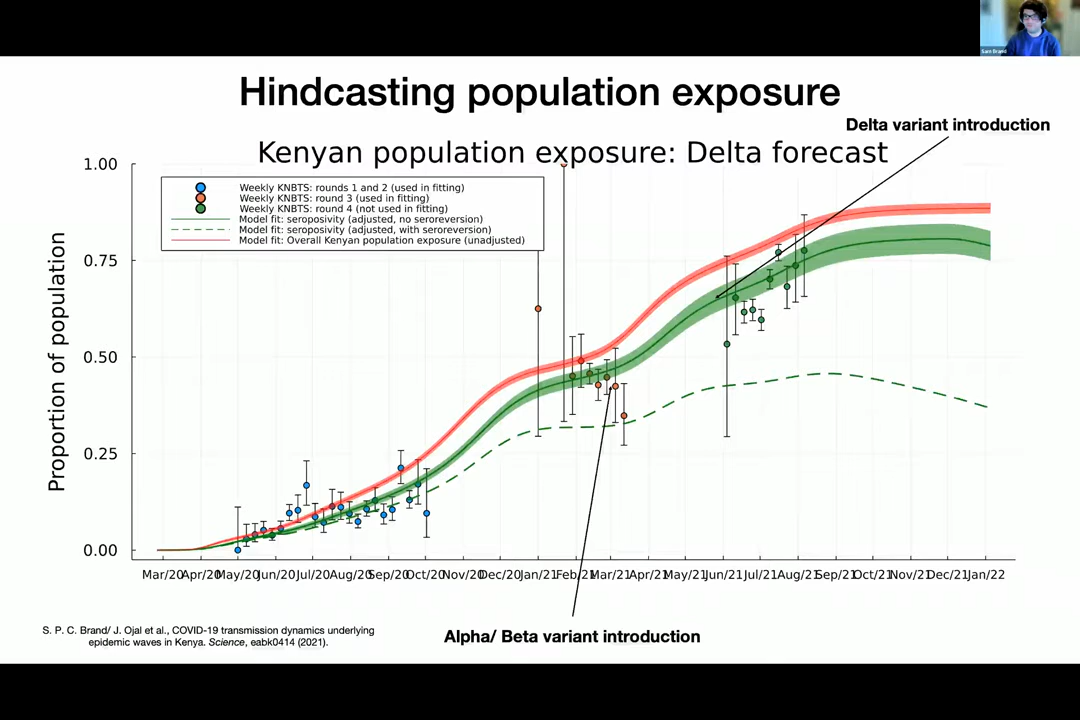 Sam Brand
Hindcasting population exposure
Delta variant introduction
Kenyan population exposure: Delta forecast
Weekly KNBTS: rounds 1 and 2 (used in fitting)
Weekly KNBTS: round 3 (used in fitting)
Weekly KNBTS: round 4 (not used in fitting)
Model fit: seroposivity (adjusted, no seroreversion)
Model fit: seropositivity (adjusted, with seroreversion)
Model fit: Overall Kenyan population exposure (unadjusted)
Proportion of population
1.00
0.75
0.50
0.25
0.00
Mar/20 Apr/20 May/20 Jun/20 Jul/20 Aug/20 Sep/20 Oct/20 Nov/20 Dec/20 Jan/21 Feb/21 Mar/21 Apr/21 May/21 Jun/21 Jul/21 Aug/21 Sep/21 Oct/21 Nov/21 Dec/21 Jan/22
Alpha/ Beta variant introduction
S. P. C. Brand/ J. Ojal et al., COVID-19 transmission dynamics underlying
epidemic waves in Kenya. Science, eabk0414 (2021).